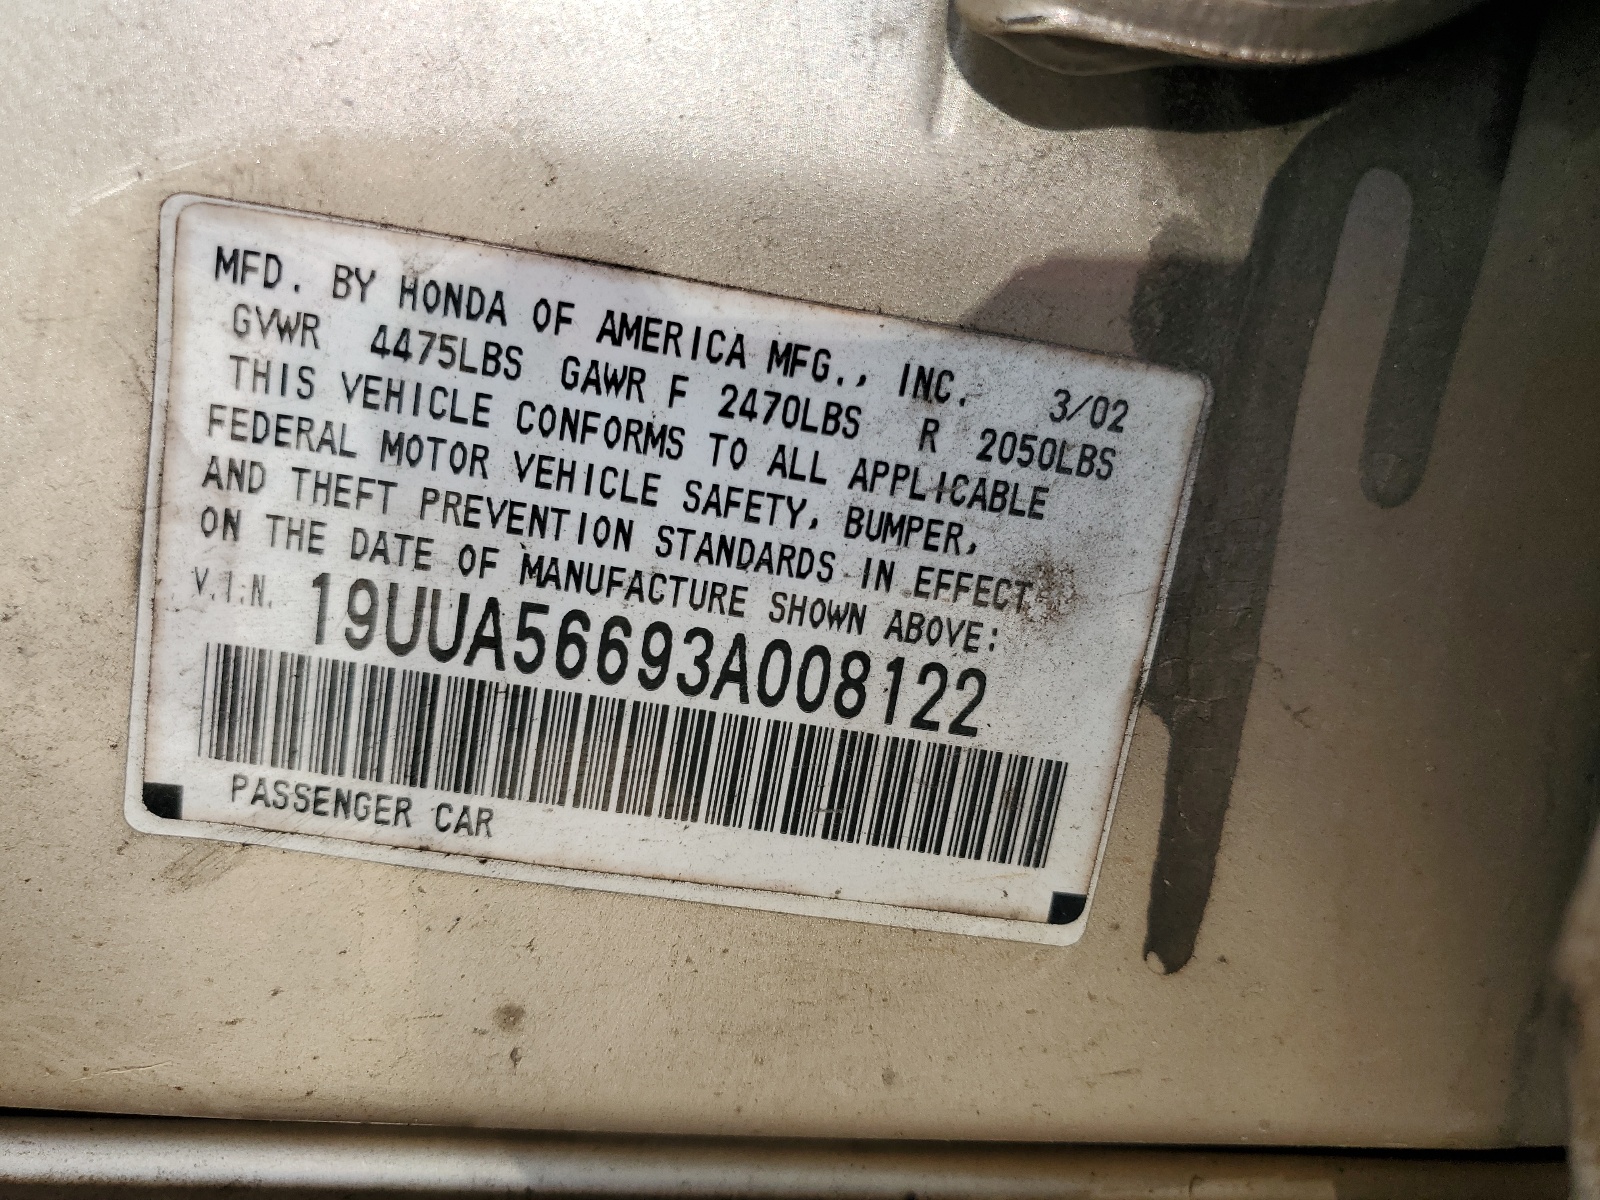 MFD. BY HONDA OF AMERICA MFG., INC. 3/02
GVWR 4475LBS GAWR F 2470LBS R 2050LBS
THIS VEHICLE CONFORMS TO ALL APPLICABLE
FEDERAL MOTOR VEHICLE SAFETY, BUMPER,
AND THEFT PREVENTION STANDARDS IN EFFECT
ON THE DATE OF MANUFACTURE SHOWN ABOVE:
V.I.N. 19UUA56693A008122
PASSENGER CAR